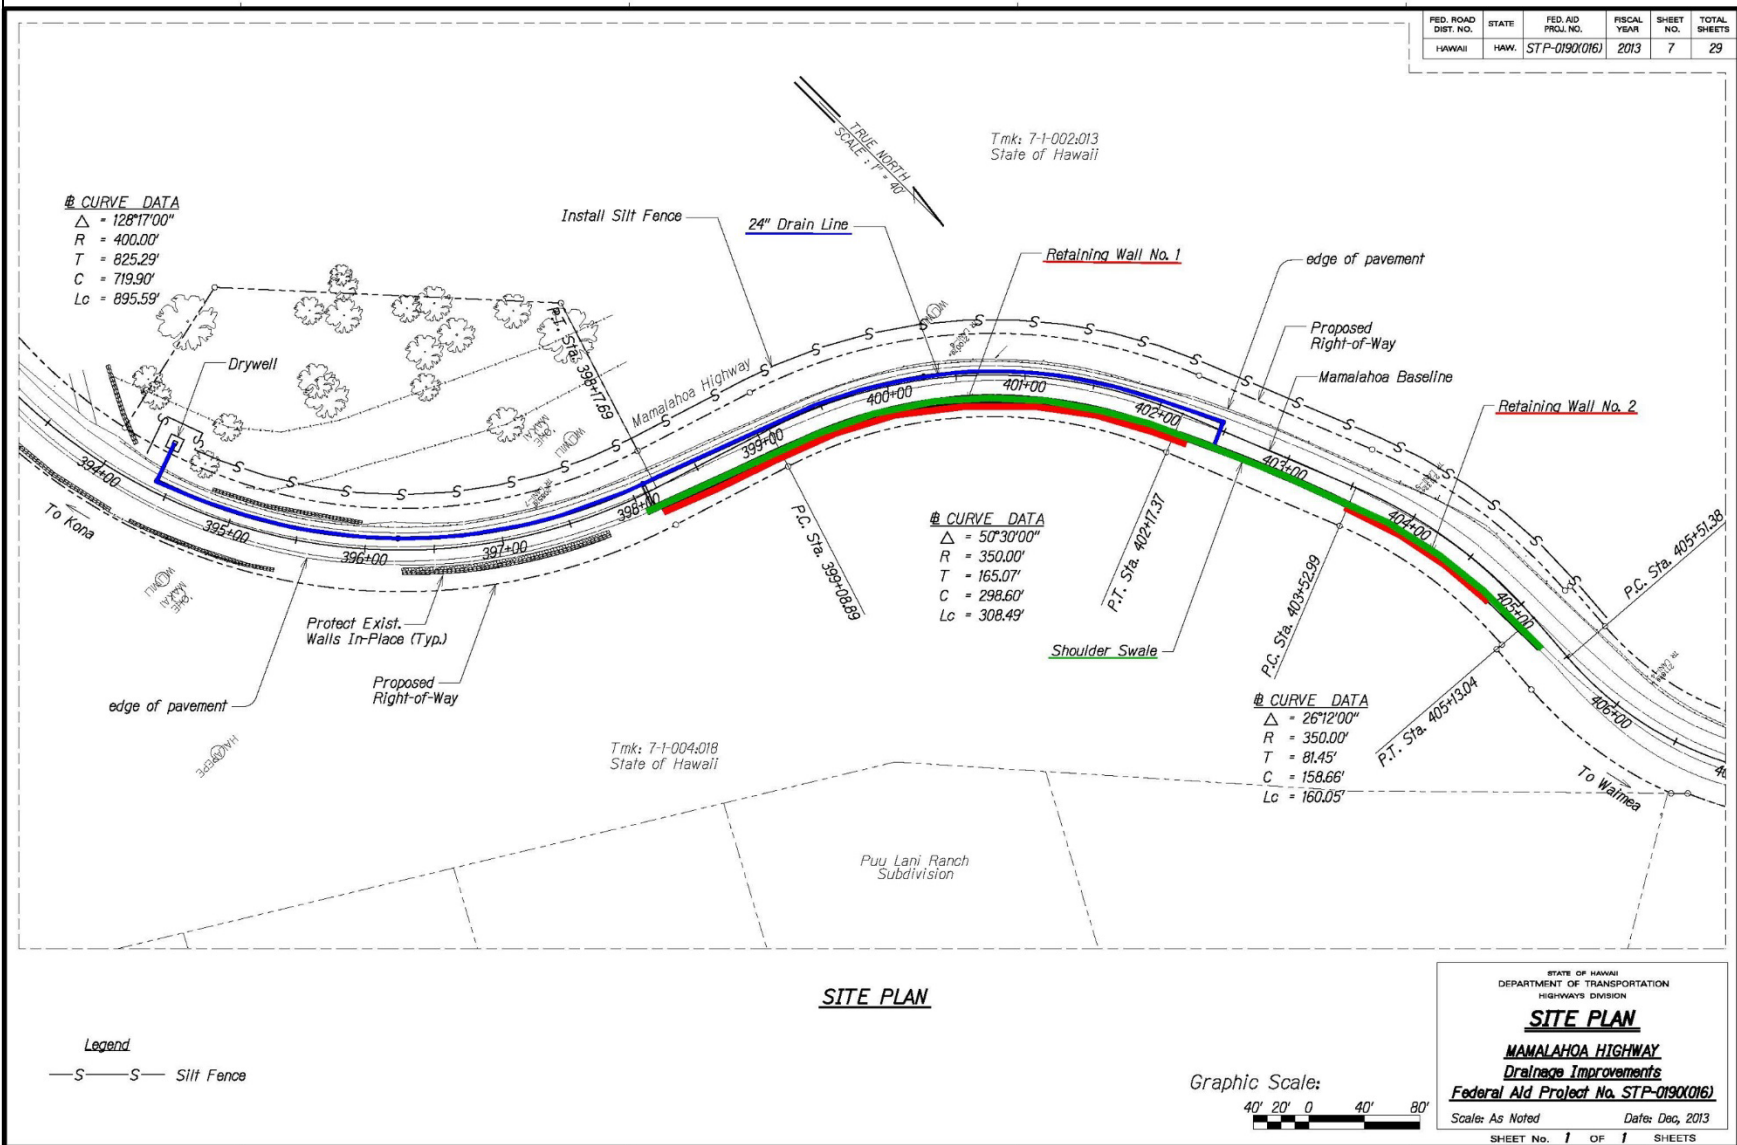 FED. ROAD DIST. NO.
STATE
FED. AID PROJ. NO.
FISCAL YEAR
SHEET NO.
TOTAL SHEETS
HAWAII
HAW.
STP-0190(016)
2013
7
29
TRUE NORTH
SCALE : 1" = 40'
Tmk: 7-1-002:013
State of Hawaii
℄ CURVE DATA
△ = 128°17'00"
R = 400.00'
T = 825.29'
C = 719.90'
Lc = 895.59'
Install Silt Fence
24" Drain Line
Retaining Wall No. 1
edge of pavement
Proposed
Right-of-Way
Mamalahoa Baseline
Retaining Wall No. 2
Drywell
P.T. Sta. 398+17.69
Mamalahoa Highway
S S S S S S S S S S S S S S
394+00
395+00
396+00
397+00
398+00
399+00
400+00
401+00
402+00
403+00
404+00
405+00
406+00
To Kona
Protect Exist.
Walls In-Place (Typ.)
Proposed
Right-of-Way
edge of pavement
HALAPEPE
P.C. Sta. 399+08.89
℄ CURVE DATA
△ = 50°30'00"
R = 350.00'
T = 165.07'
C = 298.60'
Lc = 308.49'
P.T. Sta. 402+17.37
Shoulder Swale
P.C. Sta. 403+52.99
P.T. Sta. 405+13.04
P.C. Sta. 405+51.38
℄ CURVE DATA
△ = 26°12'00"
R = 350.00'
T = 81.45'
C = 158.66'
Lc = 160.05'
To Waimea
Tmk: 7-1-004:018
State of Hawaii
Puu Lani Ranch
Subdivision
SITE PLAN
Legend
S S Silt Fence
Graphic Scale:
40' 20' 0 40' 80'
STATE OF HAWAII
DEPARTMENT OF TRANSPORTATION
HIGHWAYS DIVISION
SITE PLAN
MAMALAHOA HIGHWAY
Drainage Improvements
Federal Aid Project No. STP-0190(016)
Scale: As Noted Date: Dec, 2013
SHEET No. 1 OF 1 SHEETS